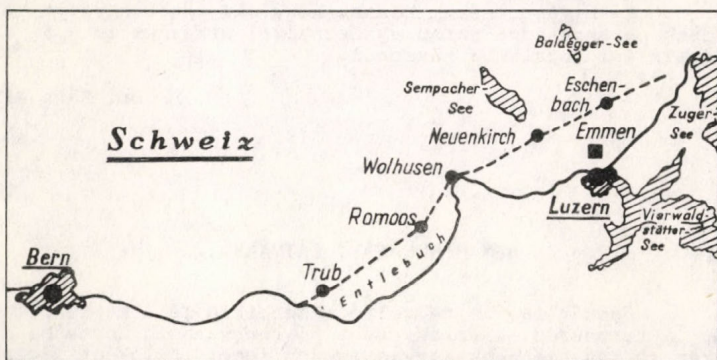 Baldegger-See
Sempacher
See
Eschen-
bach
Zuger-
See
Schweiz
Neuenkirch
Emmen
Wolhusen
Luzern
Vierwald-
stätter-
See
Romoos
Bern
Trub
Entlebuch